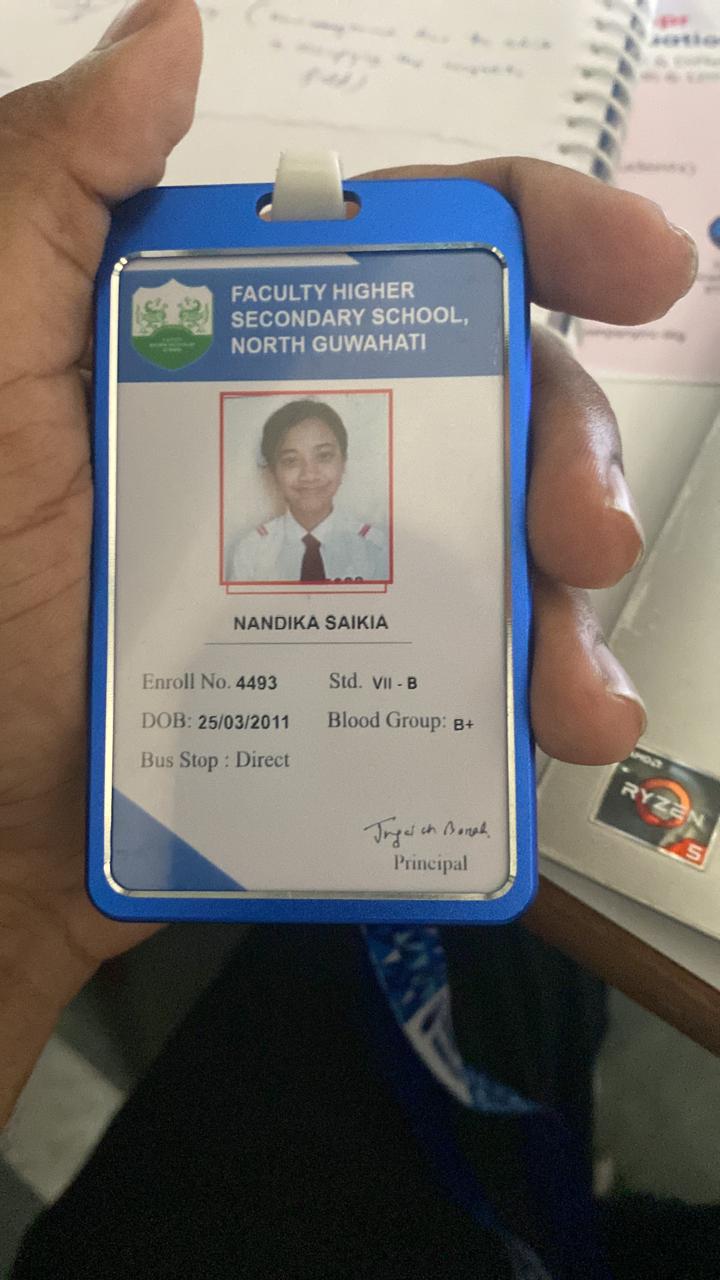 FACULTY HIGHER
SECONDARY SCHOOL,
NORTH GUWAHATI
NANDIKA SAIKIA
Enroll No. 4493
Std. VII - B
DOB: 25/03/2011
Blood Group: B+
Bus Stop : Direct
Principal
AMD
RYZEN
5